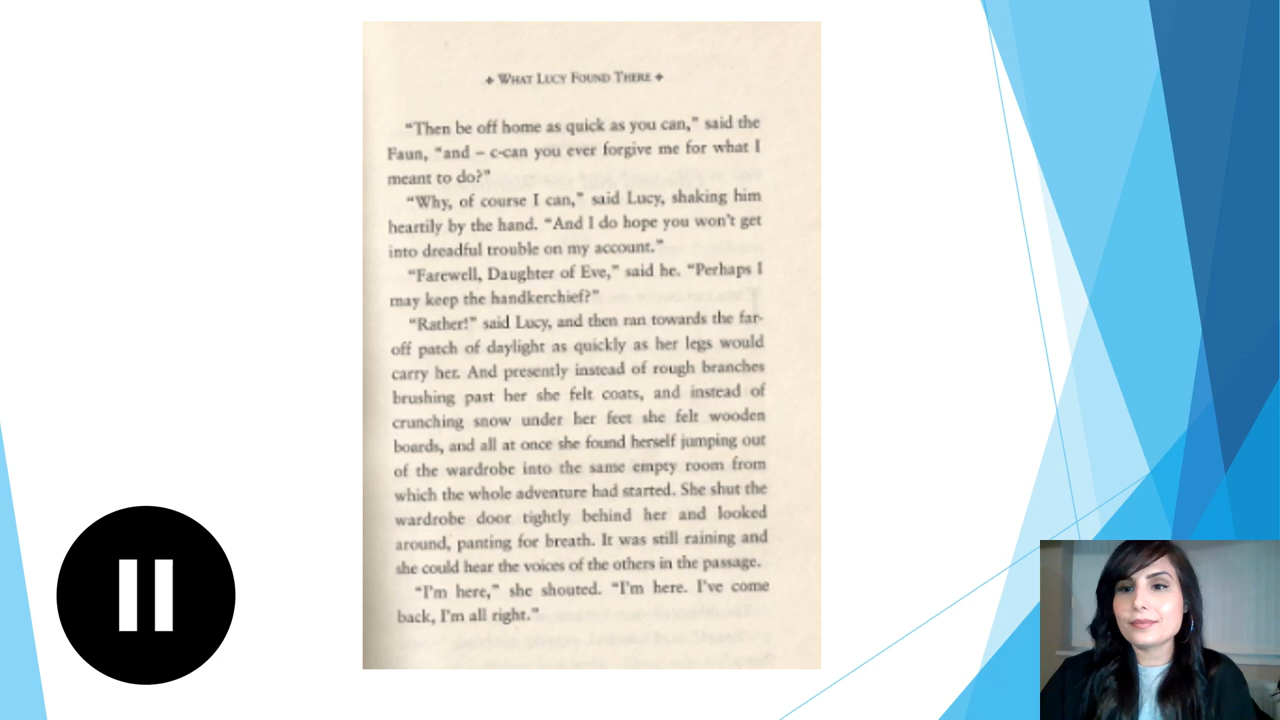 ✦ WHAT LUCY FOUND THERE ✦
“Then be off home as quick as you can,” said the
Faun, “and – c-can you ever forgive me for what I
meant to do?”
“Why, of course I can,” said Lucy, shaking him
heartily by the hand. “And I do hope you won’t get
into dreadful trouble on my account.”
“Farewell, Daughter of Eve,” said he. “Perhaps I
may keep the handkerchief?”
“Rather!” said Lucy, and then ran towards the far-
off patch of daylight as quickly as her legs would
carry her. And presently instead of rough branches
brushing past her she felt coats, and instead of
crunching snow under her feet she felt wooden
boards, and all at once she found herself jumping out
of the wardrobe into the same empty room from
which the whole adventure had started. She shut the
wardrobe door tightly behind her and looked
around, panting for breath. It was still raining and
she could hear the voices of the others in the passage.
“I’m here,” she shouted. “I’m here. I’ve come
back, I’m all right.”